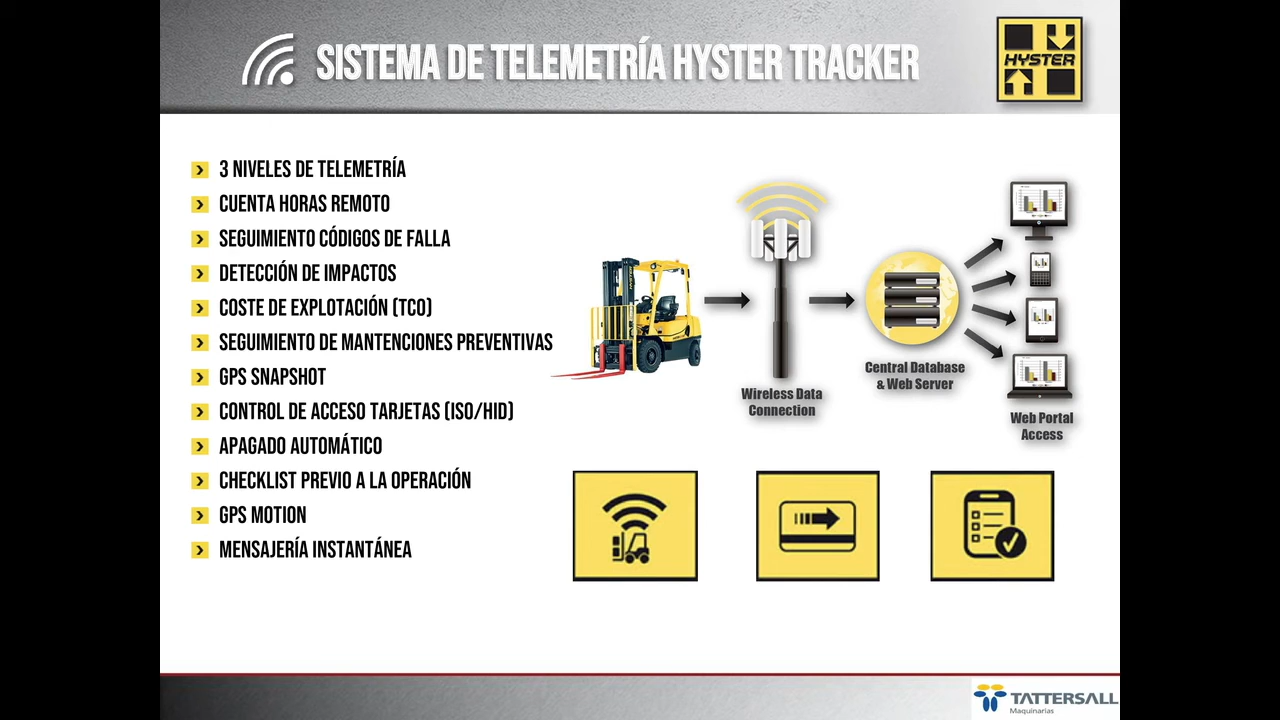 SISTEMA DE TELEMETRÍA HYSTER TRACKER
HYSTER
3 NIVELES DE TELEMETRÍA
CUENTA HORAS REMOTO
SEGUIMIENTO CÓDIGOS DE FALLA
DETECCIÓN DE IMPACTOS
COSTE DE EXPLOTACIÓN (TCO)
SEGUIMIENTO DE MANTENCIONES PREVENTIVAS
GPS SNAPSHOT
CONTROL DE ACCESO TARJETAS (ISO/HID)
APAGADO AUTOMÁTICO
CHECKLIST PREVIO A LA OPERACIÓN
GPS MOTION
MENSAJERÍA INSTANTÁNEA
Wireless Data
Connection
Central Database
& Web Server
Web Portal
Access
TATTERSALL
Maquinarias